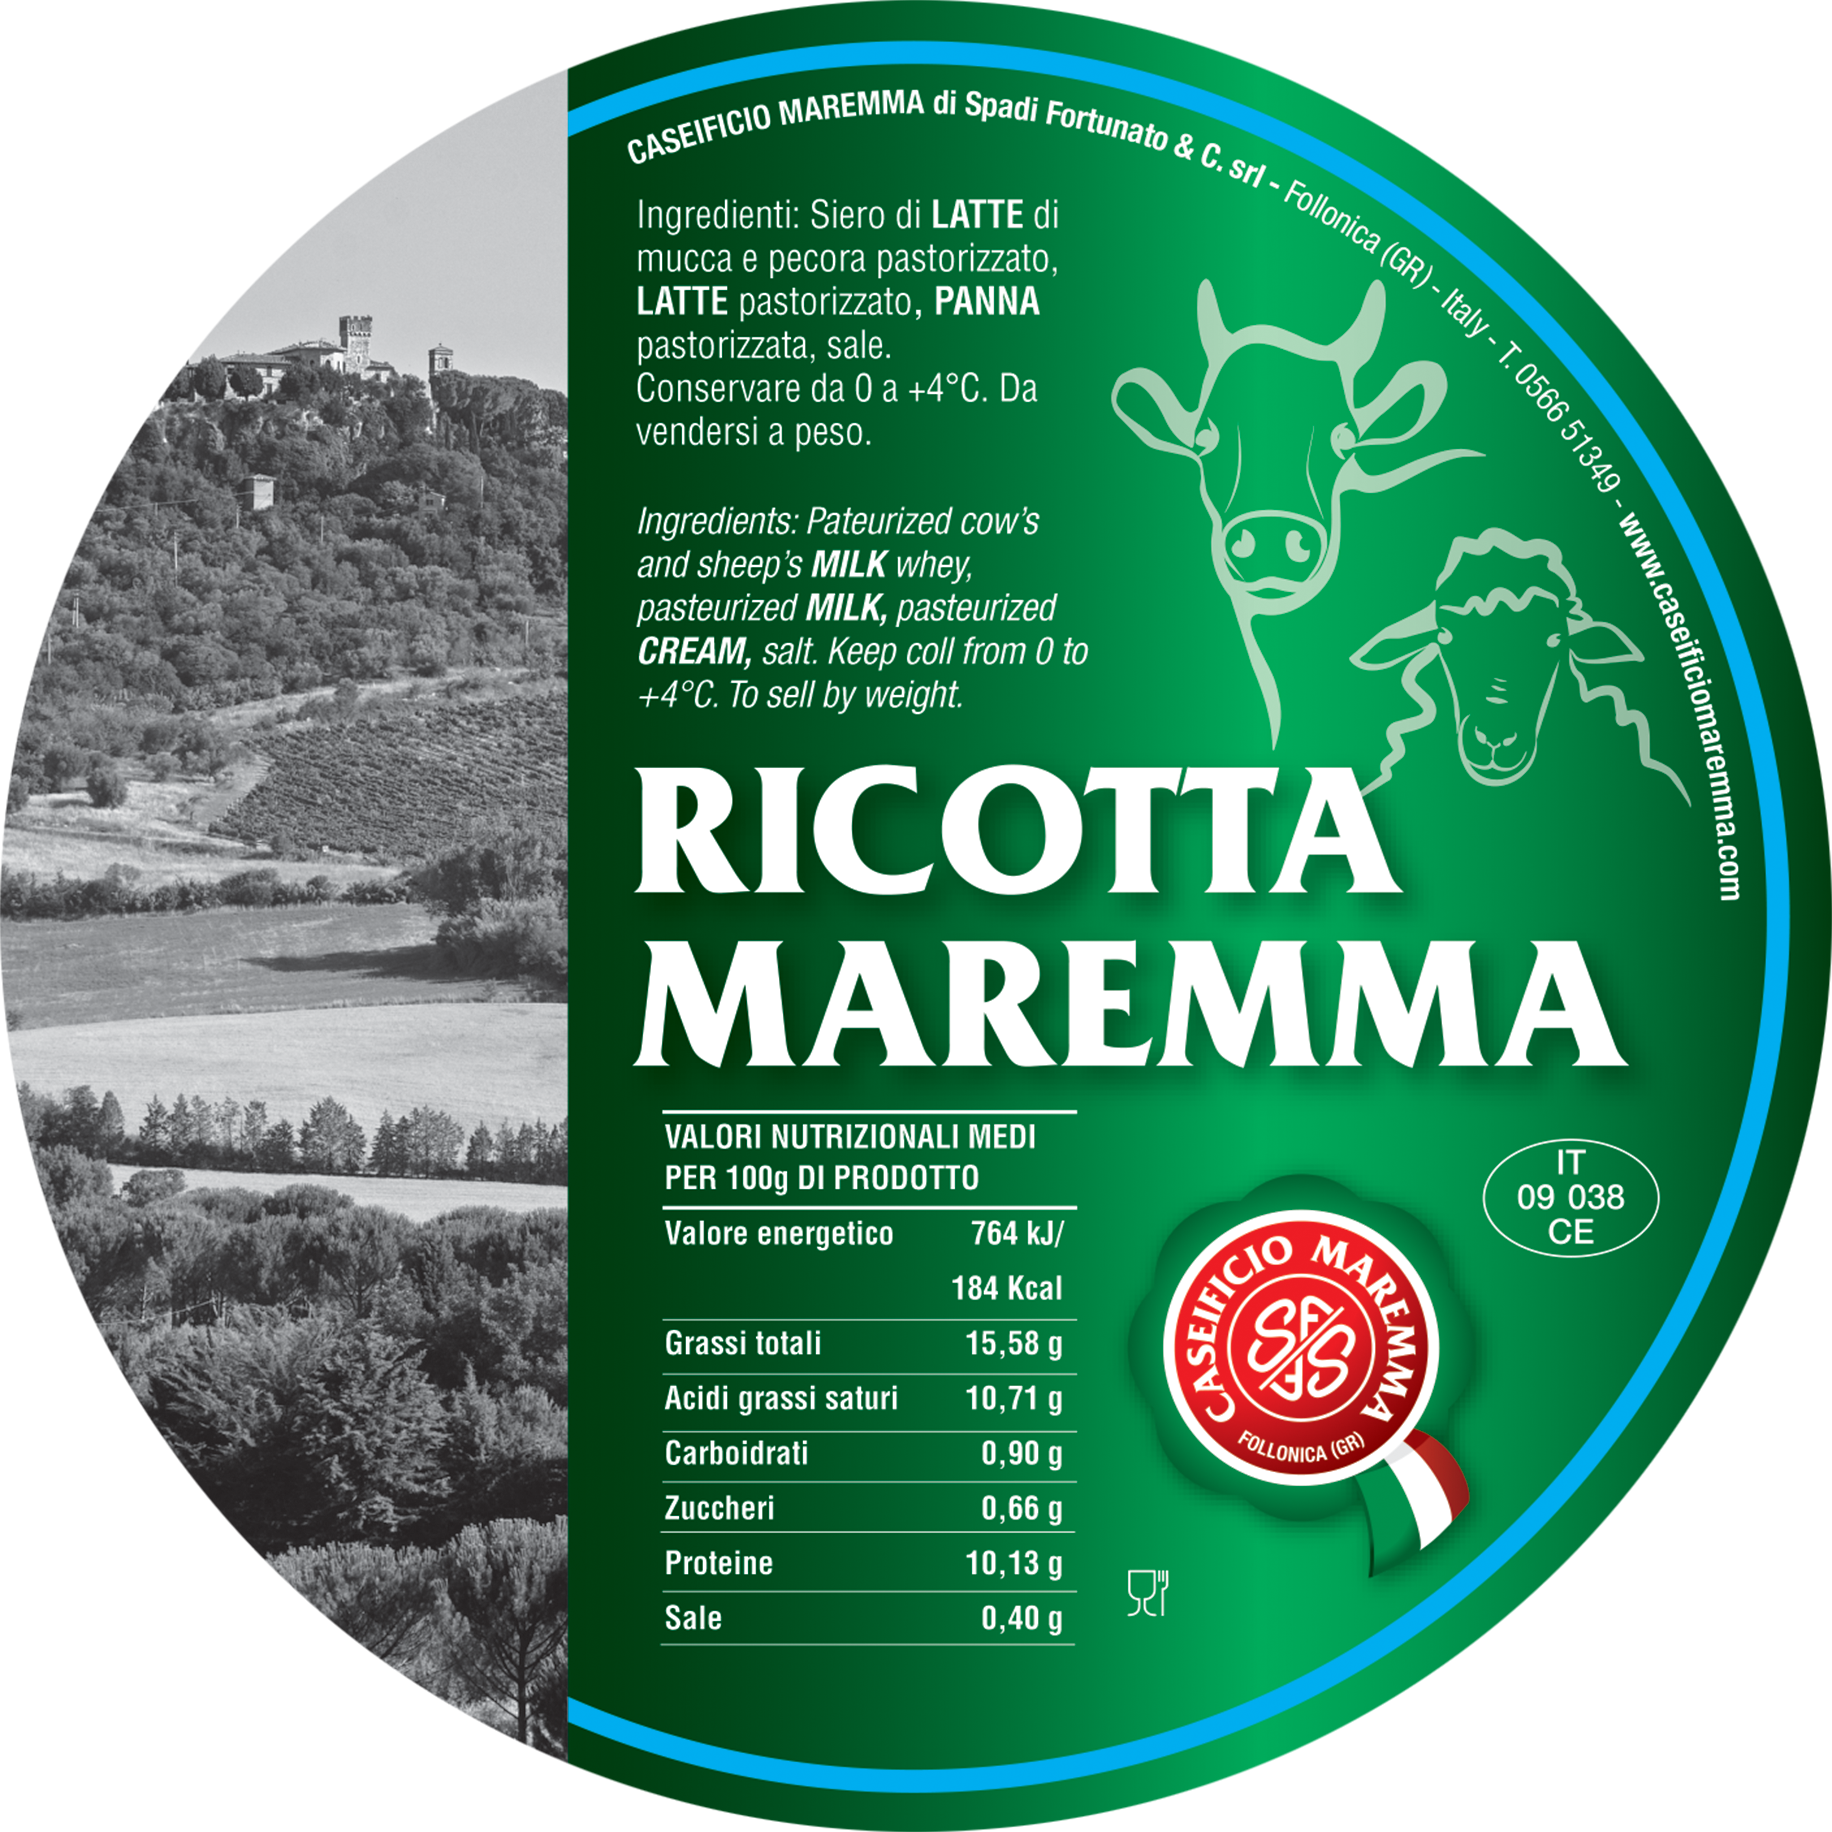 CASEIFICIO MAREMMA di Spadi Fortunato & C. srl - Follonica (GR) - Italy - T. 0566 51349 - www.caseificiomaremma.com
Ingredienti: Siero di LATTE di
mucca e pecora pastorizzato,
LATTE pastorizzato, PANNA
pastorizzata, sale.
Conservare da 0 a +4°C. Da
vendersi a peso.
Ingredients: Pateurized cow's
and sheep's MILK whey,
pasteurized MILK, pasteurized
CREAM, salt. Keep coll from 0 to
+4°C. To sell by weight.
RICOTTA
MAREMMA
VALORI NUTRIZIONALI MEDI
PER 100g DI PRODOTTO
Valore energetico 764 kJ/
184 Kcal
Grassi totali 15,58 g
Acidi grassi saturi 10,71 g
Carboidrati 0,90 g
Zuccheri 0,66 g
Proteine 10,13 g
Sale 0,40 g
IT
09 038
CE
CASEIFICIO MAREMMA
SF
SF
FOLLONICA (GR)